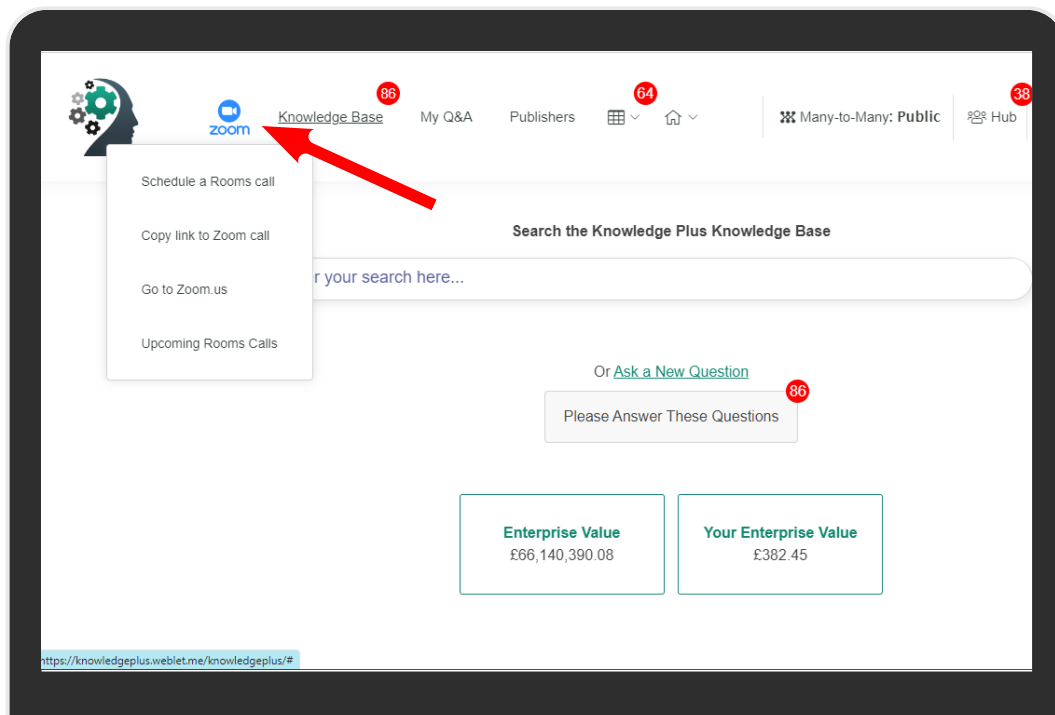 86
64
38
zoom
Knowledge Base
My Q&A
Publishers
Many-to-Many: Public
Hub
Schedule a Rooms call
Copy link to Zoom call
Go to Zoom.us
Upcoming Rooms Calls
Search the Knowledge Plus Knowledge Base
r your search here...
Or Ask a New Question
86
Please Answer These Questions
Enterprise Value
£66,140,390.08
Your Enterprise Value
£382.45
https://knowledgeplus.weblet.me/knowledgeplus/#